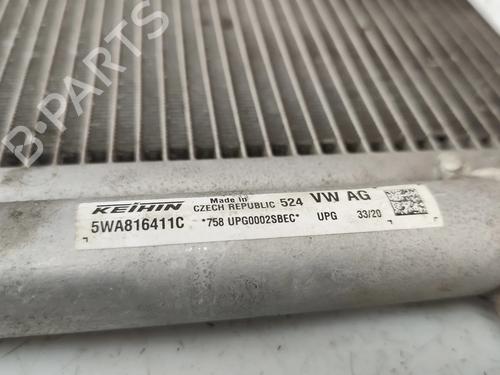 B-PARTS
KEIHIN Made in CZECH REPUBLIC 524 VW AG
5WA816411C *758 UPG0002SBEC* UPG 33/20